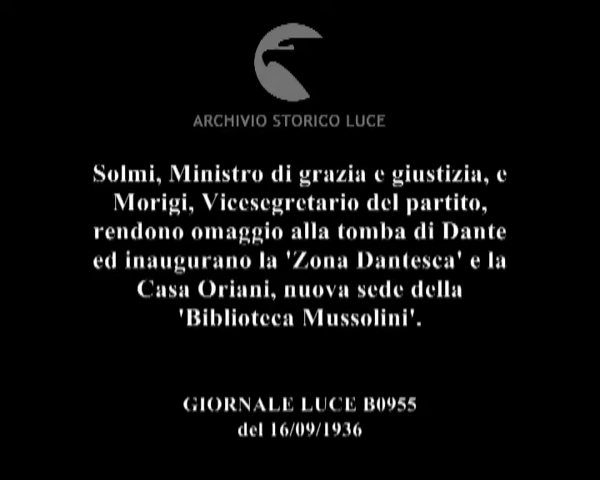 ARCHIVIO STORICO LUCE
Solmi, Ministro di grazia e giustizia, e
Morigi, Vicesegretario del partito,
rendono omaggio alla tomba di Dante
ed inaugurano la 'Zona Dantesca' e la
Casa Oriani, nuova sede della
'Biblioteca Mussolini'.
GIORNALE LUCE B0955
del 16/09/1936